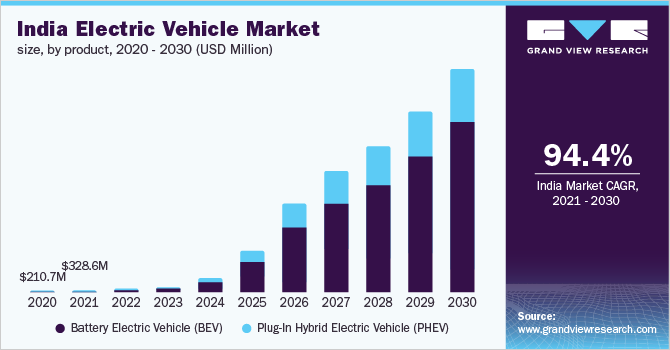 India Electric Vehicle Market
size, by product, 2020 - 2030 (USD Million)
$210.7M
$328.6M
2020 2021 2022 2023 2024 2025 2026 2027 2028 2029 2030
Battery Electric Vehicle (BEV) Plug-In Hybrid Electric Vehicle (PHEV)
GRAND VIEW RESEARCH
94.4%
India Market CAGR,
2021 - 2030
Source:
www.grandviewresearch.com